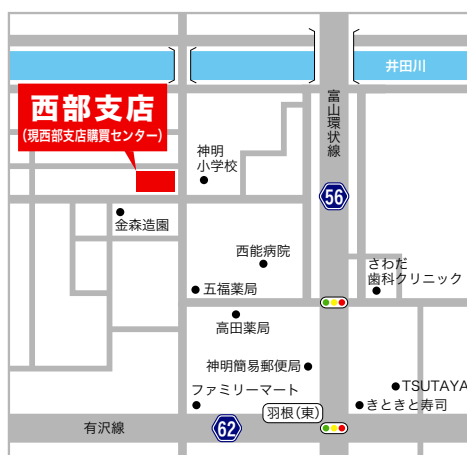 井田川
西部支店
(現西部支店購買センター)
富山環状線
神明
小学校
56
金森造園
西能病院
さわだ
歯科クリニック
五福薬局
高田薬局
神明簡易郵便局
TSUTAYA
ファミリーマート
きときと寿司
羽根(東)
有沢線
62